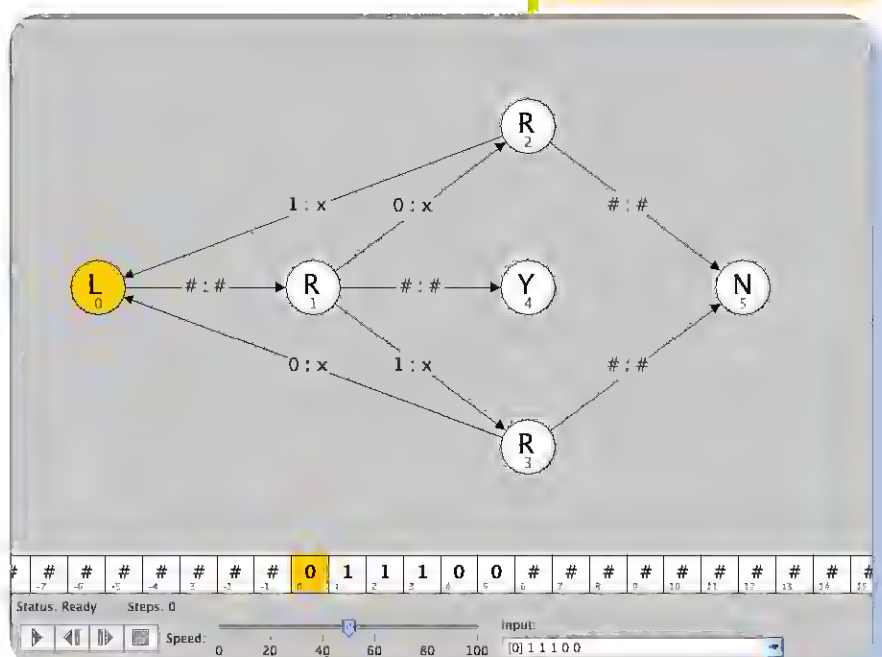 R
2
1 : x
0 : x
# : #
L
0
# : #
R
1
# : #
Y
4
N
5
0 : x
1 : x
# : #
R
3
# # # # # # # # 0 1 1 1 0 0 # # # # # # # # # #
-7 -6 -5 -4 -3 2 -1 0 1 2 3 4 5 6 7 8 9 10 11 12 13 14 15
Status. Ready Steps. 0
Speed: 0 20 40 60 80 100
Input:
[0] 1 1 1 0 0